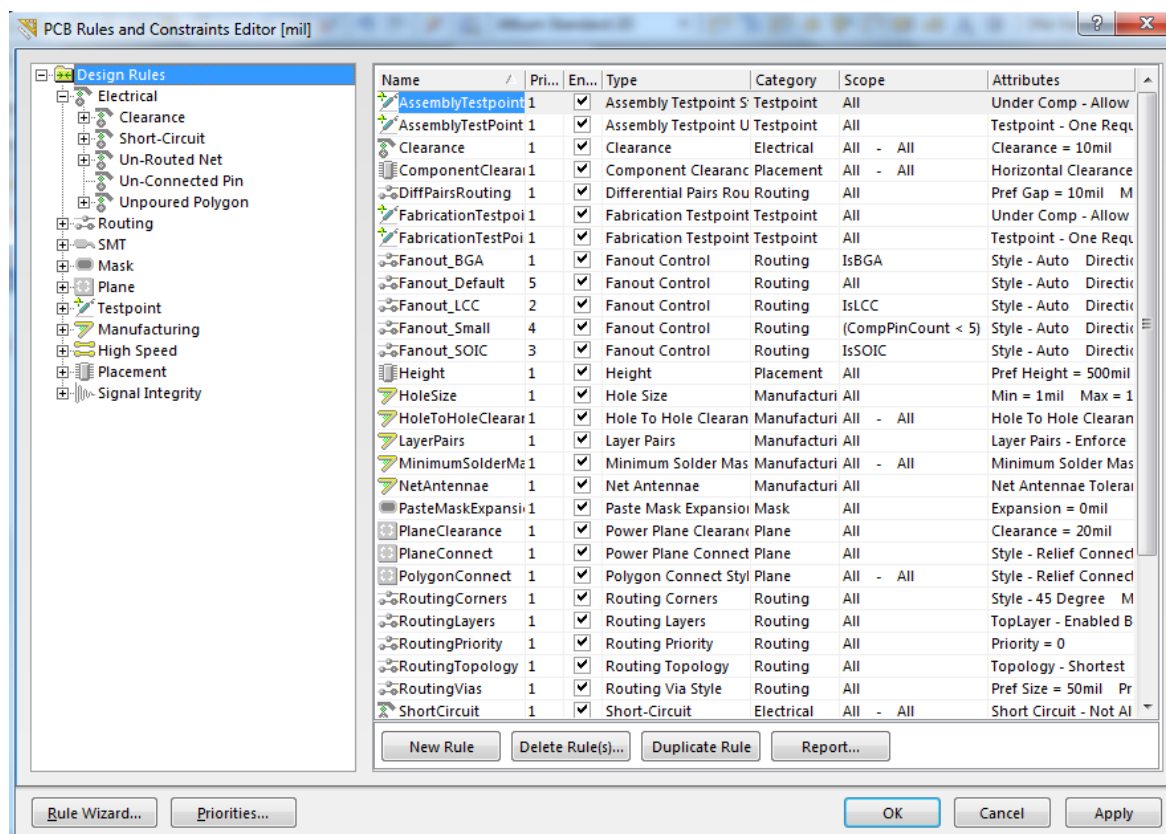 PCB Rules and Constraints Editor [mil]
Design Rules
Electrical
Clearance
Short-Circuit
Un-Routed Net
Un-Connected Pin
Unpoured Polygon
Routing
SMT
Mask
Plane
Testpoint
Manufacturing
High Speed
Placement
Signal Integrity
Name Pri... En... Type Category Scope Attributes
AssemblyTestpoint 1 Assembly Testpoint S Testpoint All Under Comp - Allow
AssemblyTestPoint 1 Assembly Testpoint U Testpoint All Testpoint - One Requ
Clearance 1 Clearance Electrical All - All Clearance = 10mil
ComponentClearar 1 Component Clearanc Placement All - All Horizontal Clearance
DiffPairsRouting 1 Differential Pairs Rou Routing All Pref Gap = 10mil M
FabricationTestpoi 1 Fabrication Testpoint Testpoint All Under Comp - Allow
FabricationTestPoi 1 Fabrication Testpoint Testpoint All Testpoint - One Requ
Fanout_BGA 1 Fanout Control Routing IsBGA Style - Auto Directic
Fanout_Default 5 Fanout Control Routing All Style - Auto Directic
Fanout_LCC 2 Fanout Control Routing IsLCC Style - Auto Directic
Fanout_Small 4 Fanout Control Routing (CompPinCount < 5) Style - Auto Directic
Fanout_SOIC 3 Fanout Control Routing IsSOIC Style - Auto Directic
Height 1 Height Placement All Pref Height = 500mil
HoleSize 1 Hole Size Manufacturi All Min = 1mil Max = 1
HoleToHoleClearar 1 Hole To Hole Clearan Manufacturi All - All Hole To Hole Clearan
LayerPairs 1 Layer Pairs Manufacturi All Layer Pairs - Enforce
MinimumSolderMa 1 Minimum Solder Mas Manufacturi All - All Minimum Solder Mas
NetAntennae 1 Net Antennae Manufacturi All Net Antennae Tolerar
PasteMaskExpansi 1 Paste Mask Expansior Mask All Expansion = 0mil
PlaneClearance 1 Power Plane Clearanc Plane All Clearance = 20mil
PlaneConnect 1 Power Plane Connect Plane All Style - Relief Connect
PolygonConnect 1 Polygon Connect Styl Plane All - All Style - Relief Connect
RoutingCorners 1 Routing Corners Routing All Style - 45 Degree M
RoutingLayers 1 Routing Layers Routing All TopLayer - Enabled B
RoutingPriority 1 Routing Priority Routing All Priority = 0
RoutingTopology 1 Routing Topology Routing All Topology - Shortest
RoutingVias 1 Routing Via Style Routing All Pref Size = 50mil Pr
ShortCircuit 1 Short-Circuit Electrical All - All Short Circuit - Not Al
New Rule Delete Rule(s)... Duplicate Rule Report...
Rule Wizard... Priorities... OK Cancel Apply